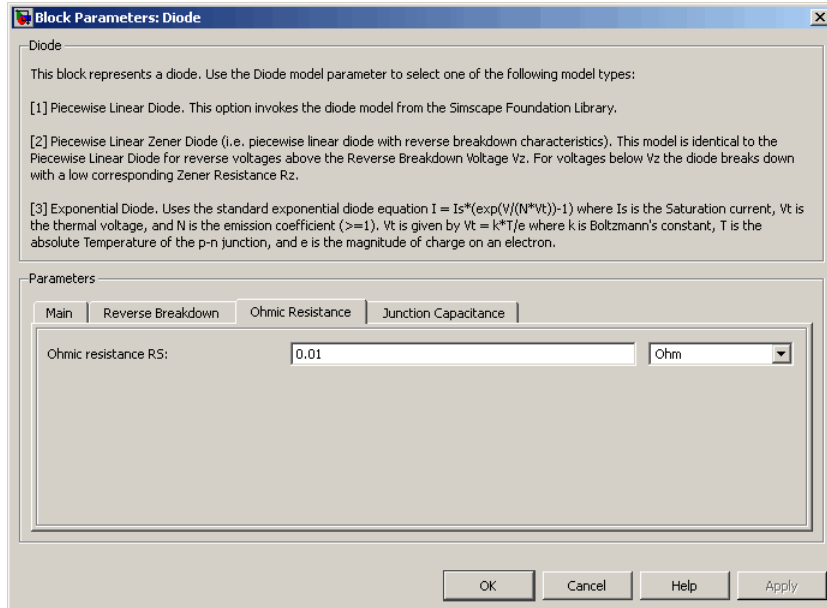 Block Parameters: Diode
Diode
This block represents a diode. Use the Diode model parameter to select one of the following model types:
[1] Piecewise Linear Diode. This option invokes the diode model from the Simscape Foundation Library.
[2] Piecewise Linear Zener Diode (i.e. piecewise linear diode with reverse breakdown characteristics). This model is identical to the
Piecewise Linear Diode for reverse voltages above the Reverse Breakdown Voltage Vz. For voltages below Vz the diode breaks down
with a low corresponding Zener Resistance Rz.
[3] Exponential Diode. Uses the standard exponential diode equation I = Is*(exp(V/(N*Vt))-1) where Is is the Saturation current, Vt is
the thermal voltage, and N is the emission coefficient (>=1). Vt is given by Vt = k*T/e where k is Boltzmann's constant, T is the
absolute Temperature of the p-n junction, and e is the magnitude of charge on an electron.
Parameters
Main Reverse Breakdown Ohmic Resistance Junction Capacitance
Ohmic resistance RS: 0.01 Ohm
OK Cancel Help Apply